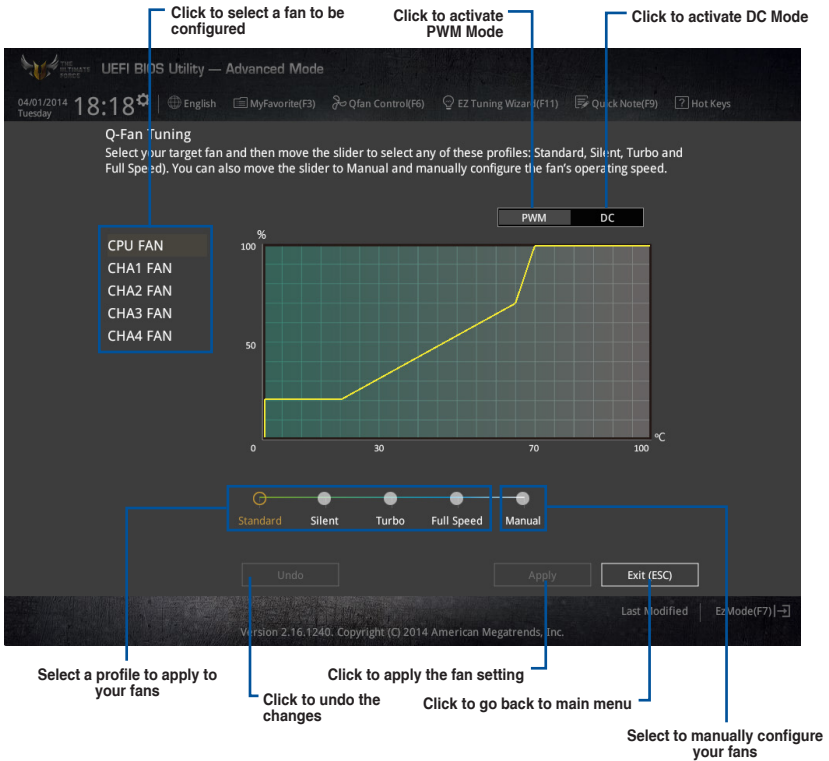 Click to select a fan to be
configured
Click to activate
PWM Mode
Click to activate DC Mode
THE
ULTIMATE
FORCE
UEFI BIOS Utility — Advanced Mode
04/01/2014
Tuesday
18:18
English
MyFavorite(F3)
Qfan Control(F6)
EZ Tuning Wizard(F11)
Quick Note(F9)
? Hot Keys
Q-Fan Tuning
Select your target fan and then move the slider to select any of these profiles: Standard, Silent, Turbo and
Full Speed). You can also move the slider to Manual and manually configure the fan's operating speed.
PWM
DC
CPU FAN
CHA1 FAN
CHA2 FAN
CHA3 FAN
CHA4 FAN
%
100
50
0
30
70
100
ºC
Standard
Silent
Turbo
Full Speed
Manual
Undo
Apply
Exit (ESC)
Last Modified
EzMode(F7)
Version 2.16.1240. Copyright (C) 2014 American Megatrends, Inc.
Select a profile to apply to
your fans
Click to undo the
changes
Click to apply the fan setting
Click to go back to main menu
Select to manually configure
your fans